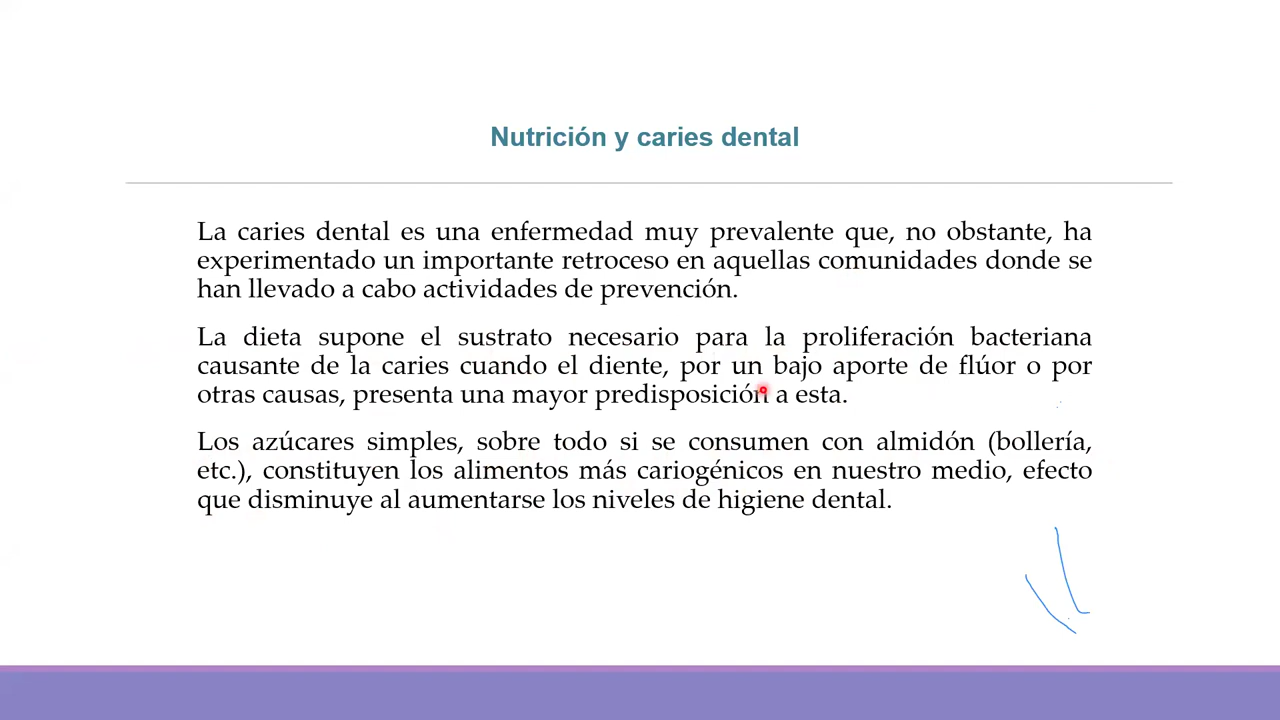 Nutrición y caries dental
La caries dental es una enfermedad muy prevalente que, no obstante, ha
experimentado un importante retroceso en aquellas comunidades donde se
han llevado a cabo actividades de prevención.
La dieta supone el sustrato necesario para la proliferación bacteriana
causante de la caries cuando el diente, por un bajo aporte de flúor o por
otras causas, presenta una mayor predisposición a esta.
Los azúcares simples, sobre todo si se consumen con almidón (bollería,
etc.), constituyen los alimentos más cariogénicos en nuestro medio, efecto
que disminuye al aumentarse los niveles de higiene dental.